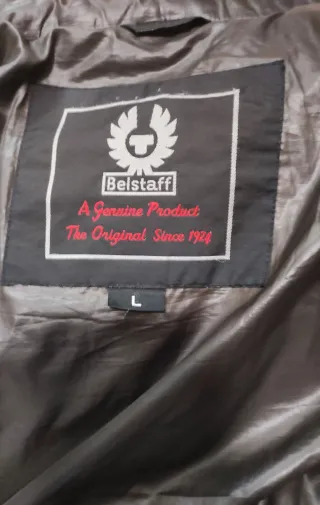 Belstaff
A Genuine Product
The Original Since 1924
L